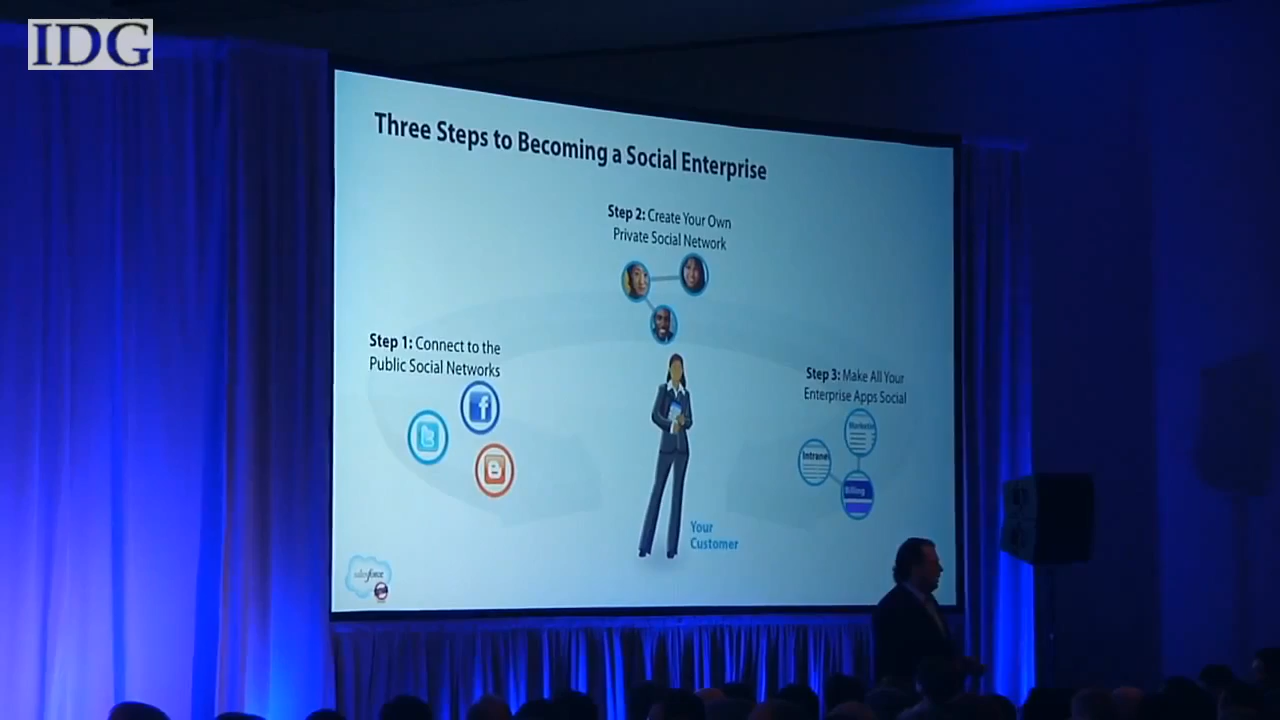 IDG
Three Steps to Becoming a Social Enterprise
Step 2: Create Your Own
Private Social Network
Step 1: Connect to the
Public Social Networks
Step 3: Make All Your
Enterprise Apps Social
Intranet
Billing
Your
Customer
salesforce